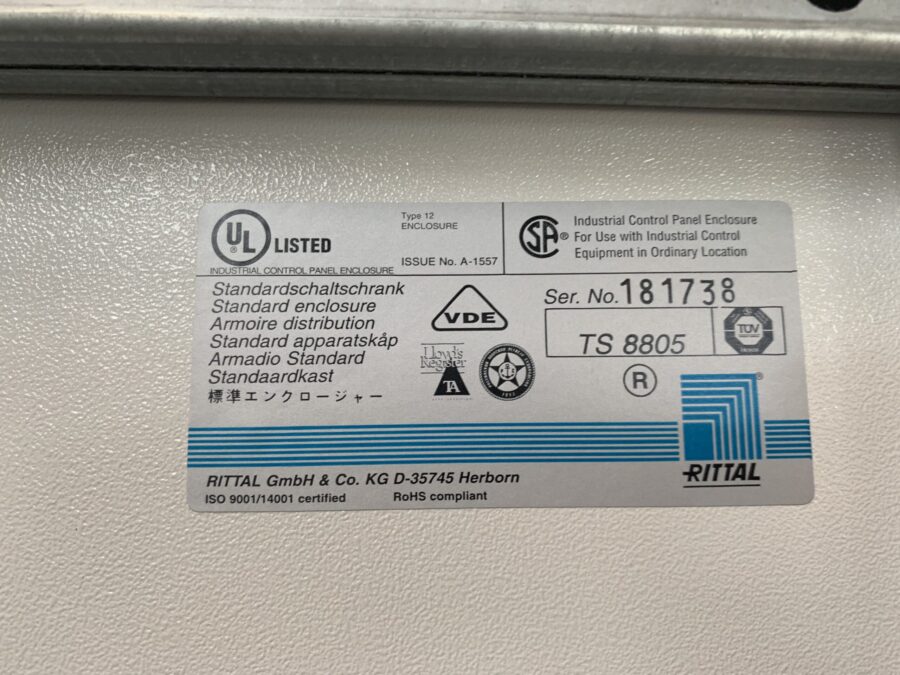 UL ® LISTED
INDUSTRIAL CONTROL PANEL ENCLOSURE
Type 12
ENCLOSURE
ISSUE No. A-1557
SA ®
Industrial Control Panel Enclosure
For Use with Industrial Control
Equipment in Ordinary Location
Standardschaltschrank
Standard enclosure
Armoire distribution
Standard apparatskåp
Armadio Standard
Standaardkast
標準エンクロージャー
VDE
Lloyd's
Register
TA
Ser. No. 181738
TS 8805
TÜV
R
®
RITTAL
RITTAL GmbH & Co. KG D-35745 Herborn
ISO 9001/14001 certified RoHS compliant